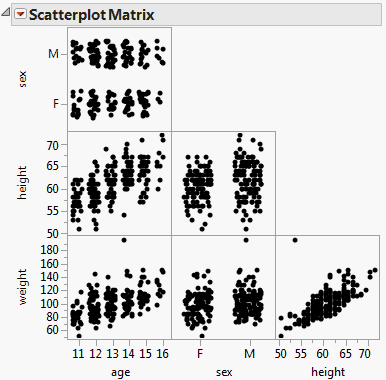 Scatterplot Matrix
M
sex
F
70
65
height
60
55
50
180
160
weight
140
120
100
80
60
11 12 13 14 15 16 F M 50 55 60 65 70
age sex height